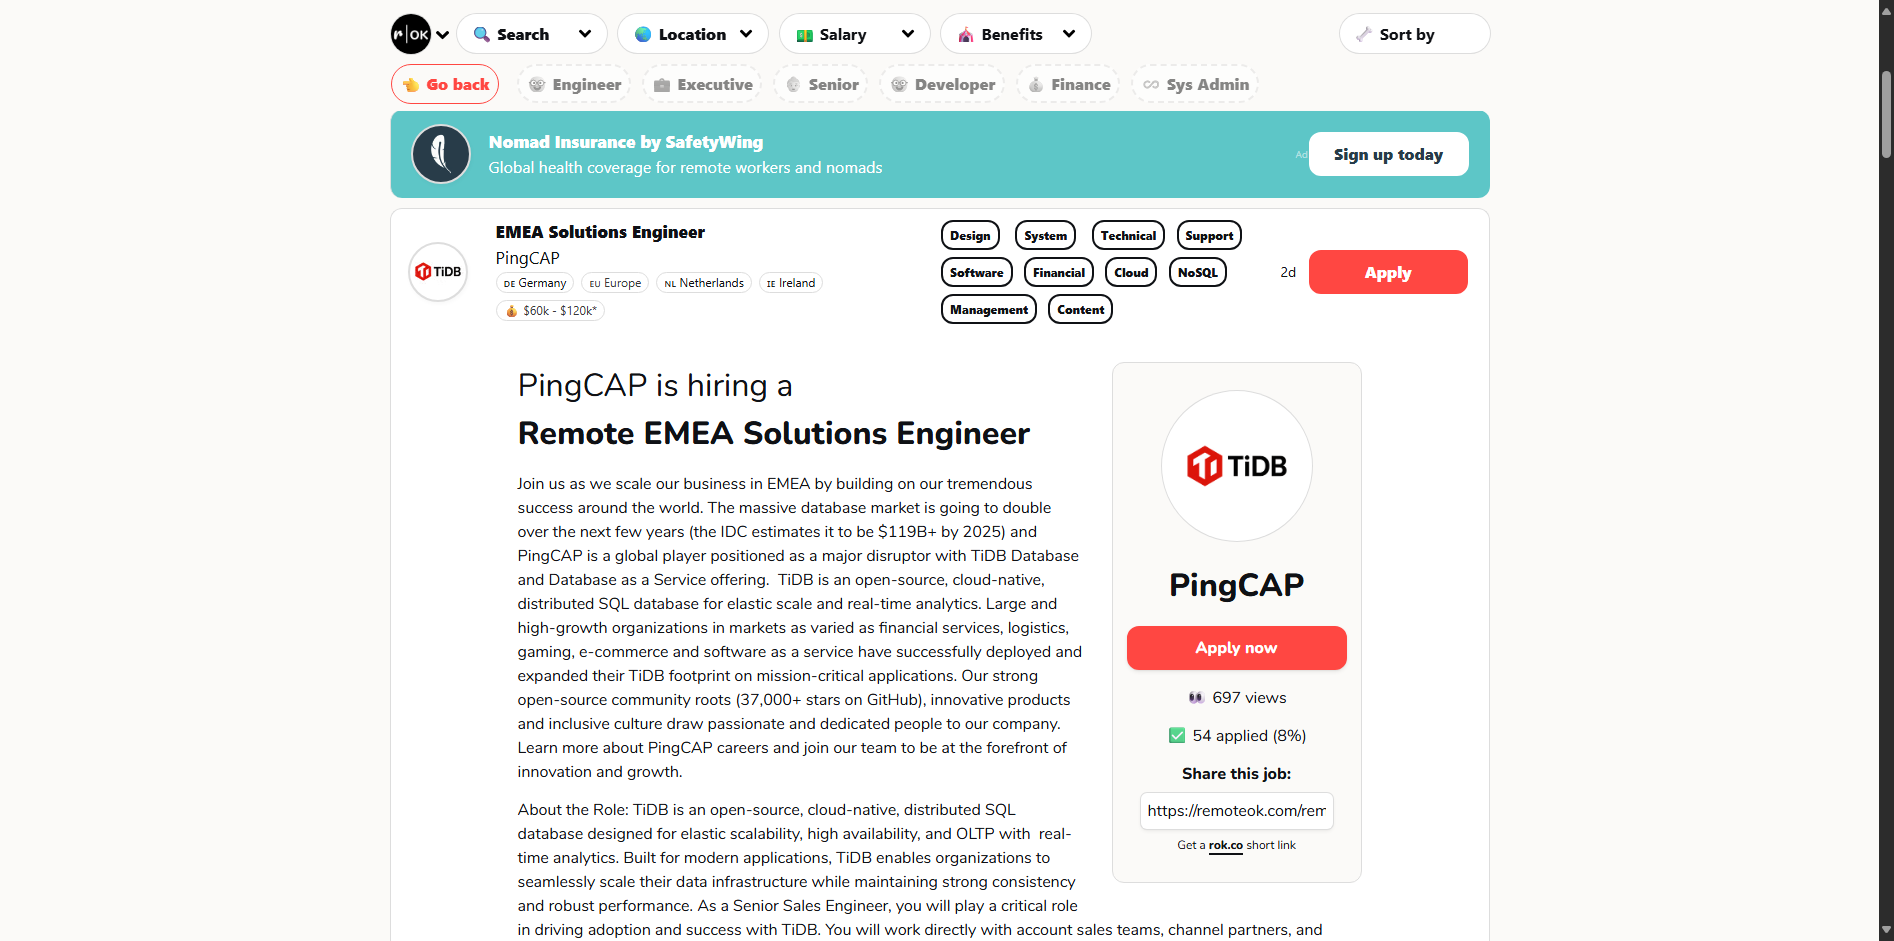 r|OK
Search
Location
Salary
Benefits
Sort by
Go back
Engineer
Executive
Senior
Developer
Finance
Sys Admin
Nomad Insurance by SafetyWing
Global health coverage for remote workers and nomads
Ad
Sign up today
TiDB
EMEA Solutions Engineer
PingCAP
DE Germany
EU Europe
NL Netherlands
IE Ireland
$60k - $120k*
Design
System
Technical
Support
Software
Financial
Cloud
NoSQL
Management
Content
2d
Apply
PingCAP is hiring a
Remote EMEA Solutions Engineer
Join us as we scale our business in EMEA by building on our tremendous
success around the world. The massive database market is going to double
over the next few years (the IDC estimates it to be $119B+ by 2025) and
PingCAP is a global player positioned as a major disruptor with TiDB Database
and Database as a Service offering.  TiDB is an open-source, cloud-native,
distributed SQL database for elastic scale and real-time analytics. Large and
high-growth organizations in markets as varied as financial services, logistics,
gaming, e-commerce and software as a service have successfully deployed and
expanded their TiDB footprint on mission-critical applications. Our strong
open-source community roots (37,000+ stars on GitHub), innovative products
and inclusive culture draw passionate and dedicated people to our company.
Learn more about PingCAP careers and join our team to be at the forefront of
innovation and growth.
About the Role: TiDB is an open-source, cloud-native, distributed SQL
database designed for elastic scalability, high availability, and OLTP with  real-
time analytics. Built for modern applications, TiDB enables organizations to
seamlessly scale their data infrastructure while maintaining strong consistency
and robust performance. As a Senior Sales Engineer, you will play a critical role
in driving adoption and success with TiDB. You will work directly with account sales teams, channel partners, and
TiDB
PingCAP
Apply now
697 views
54 applied (8%)
Share this job:
https://remoteok.com/rem
Get a rok.co short link